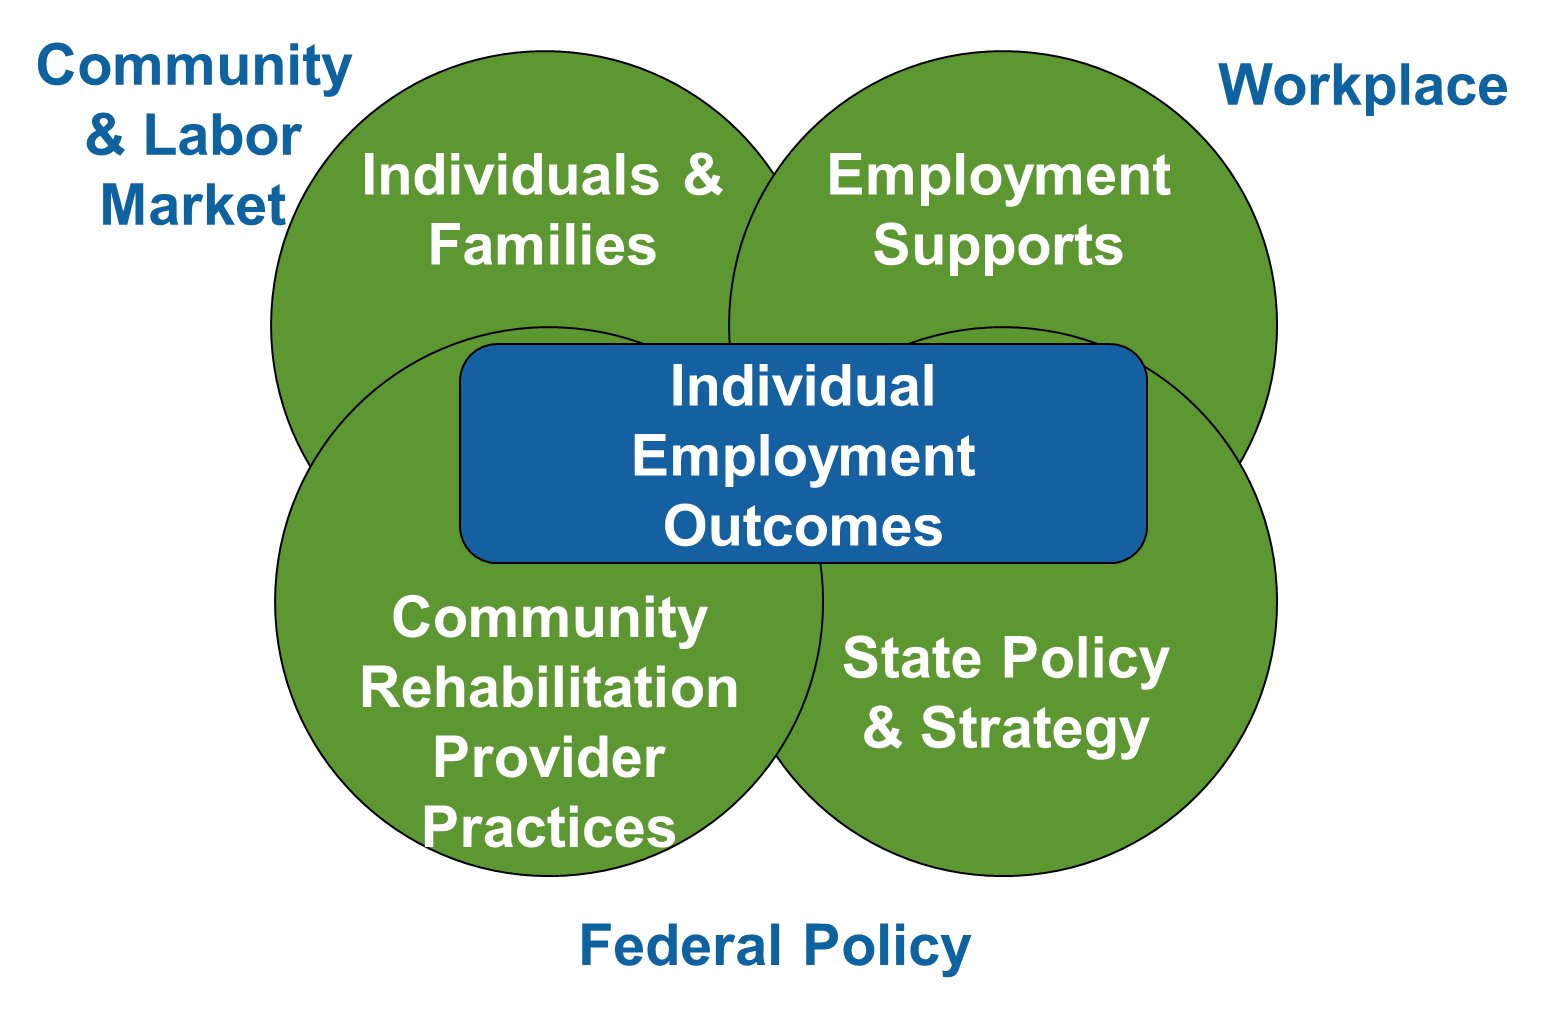 Community
& Labor
Market
Workplace
Individuals &
Families
Employment
Supports
Individual
Employment
Outcomes
Community
Rehabilitation
Provider
Practices
State Policy
& Strategy
Federal Policy